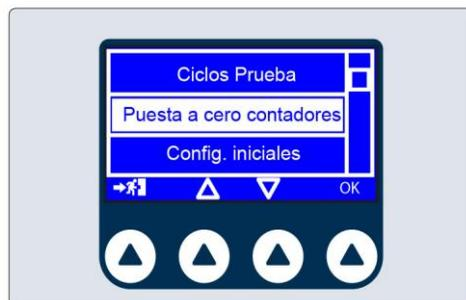 Ciclos Prueba
Puesta a cero contadores
Config. iniciales
OK